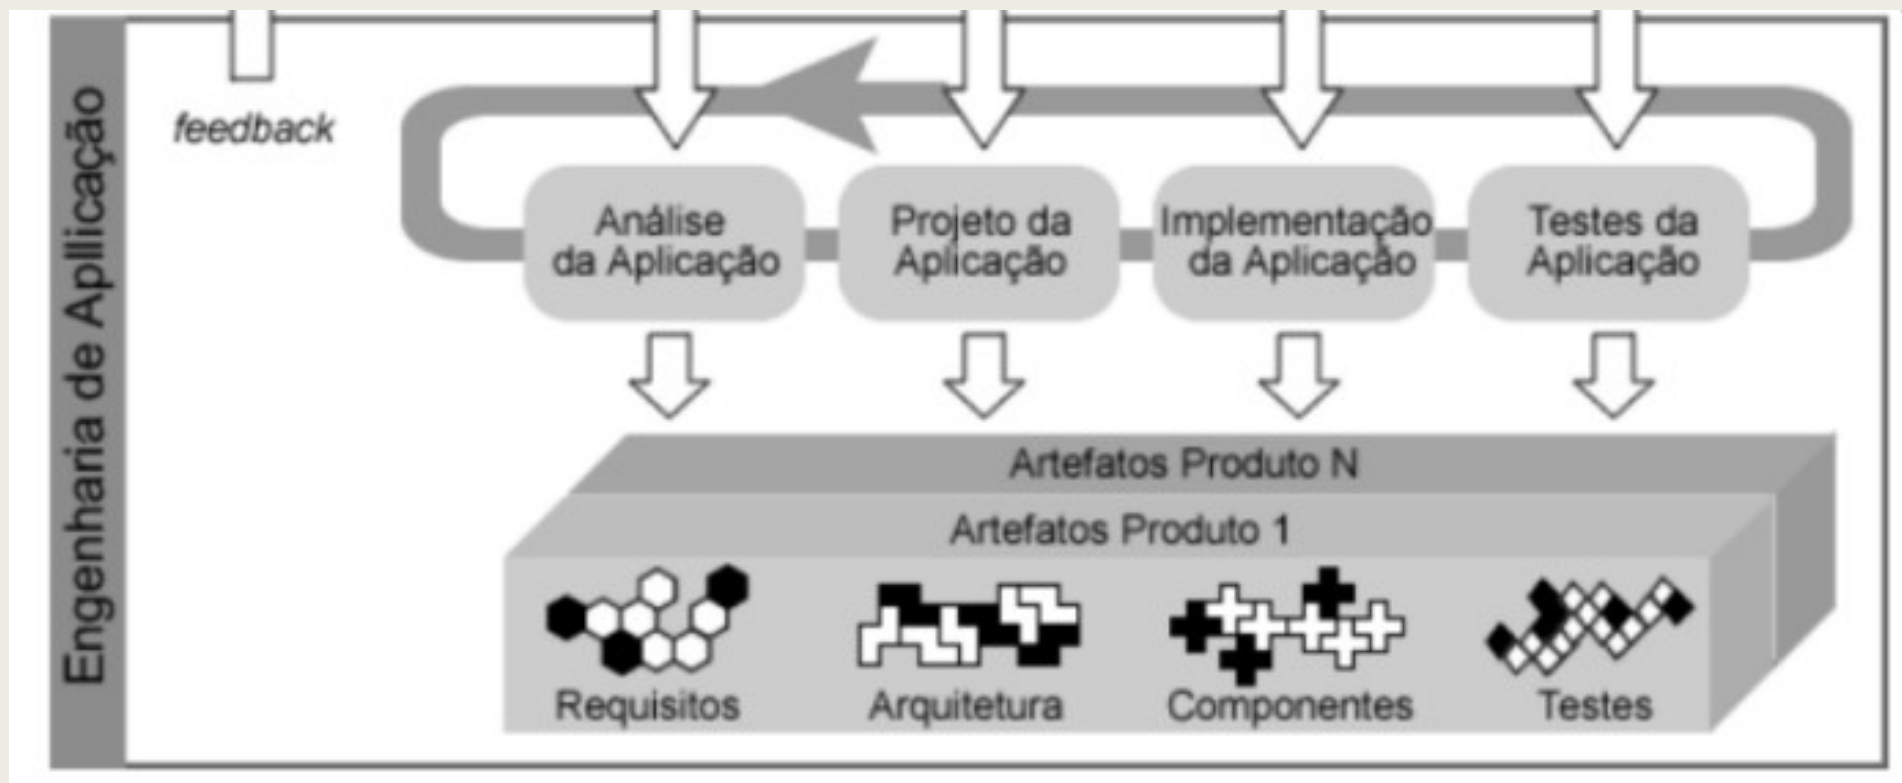 Engenharia de Apllicação
feedback
Análise
da Aplicação
Projeto da
Aplicação
Implementação
da Aplicação
Testes da
Aplicação
Artefatos Produto N
Artefatos Produto 1
Requisitos
Arquitetura
Componentes
Testes